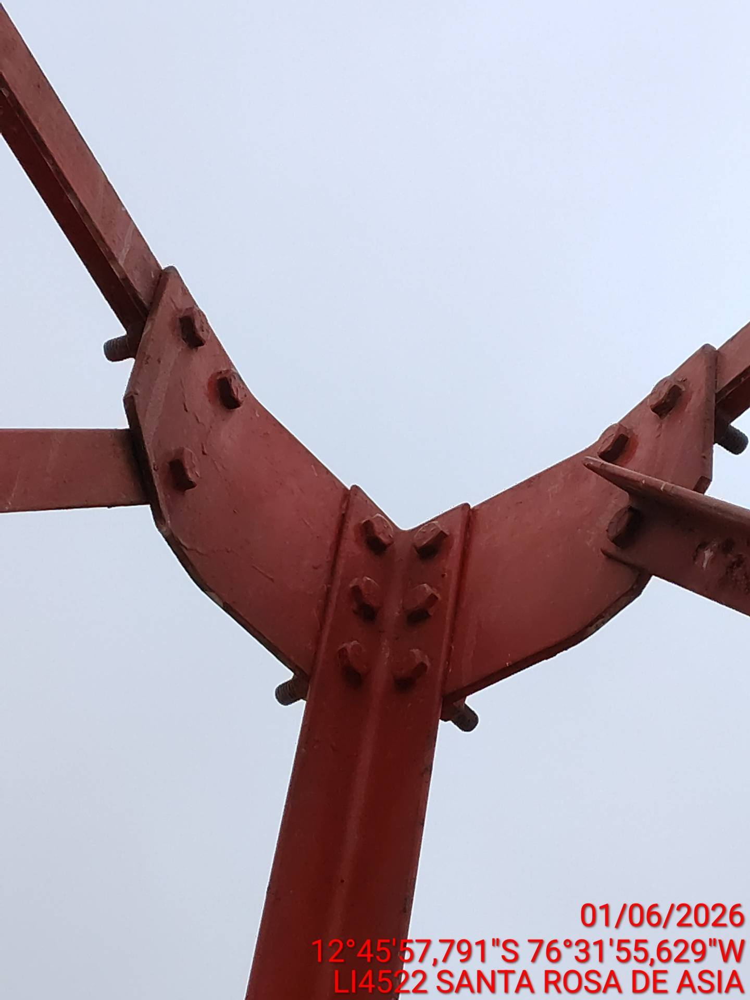 01/06/2026
12°45'57,791"S 76°31'55,629"W
LI4522 SANTA ROSA DE ASIA